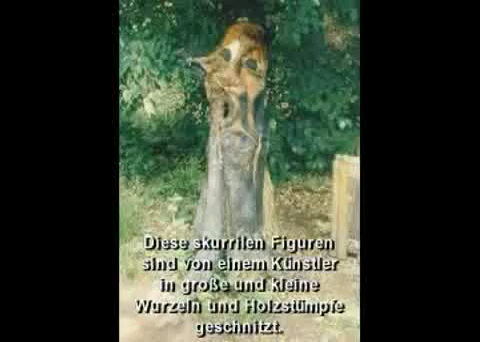 Diese skurrilen Figuren
sind von einem Künstler
in große und kleine
Wurzeln und Holzstümpfe
geschnitzt.